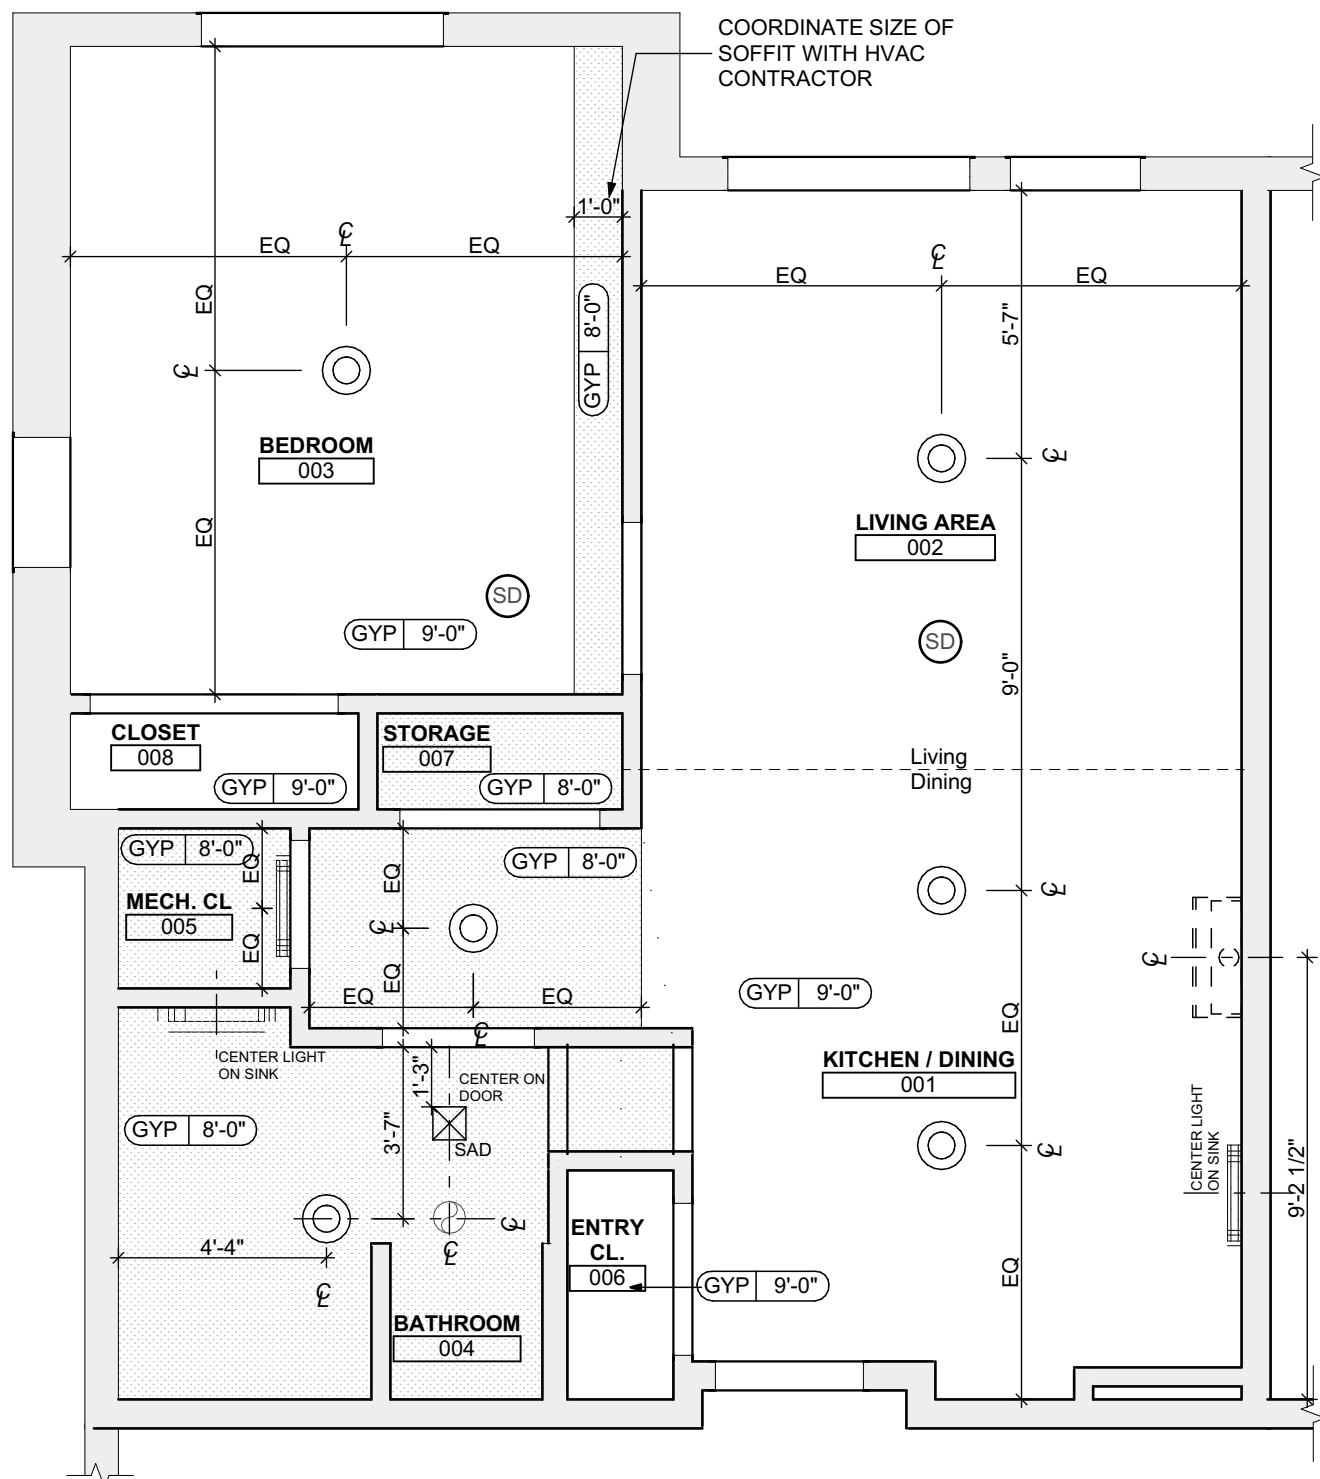 COORDINATE SIZE OF
SOFFIT WITH HVAC
CONTRACTOR
1'-0"
EQ
℄
EQ
EQ
℄
EQ
EQ
EQ
5'-7"
GYP 8'-0"
℄
℄
BEDROOM
003
EQ
LIVING AREA
002
SD
GYP 9'-0"
SD
9'-0"
CLOSET
008
GYP 9'-0"
STORAGE
007
GYP 8'-0"
Living
Dining
GYP 8'-0"
EQ
MECH. CL
005
EQ
EQ
GYP 8'-0"
℄
EQ
EQ
EQ
℄
℄
℄
GYP 9'-0"
EQ
CENTER LIGHT
ON SINK
1'-3"
CENTER ON
DOOR
KITCHEN / DINING
001
GYP 8'-0"
3'-7"
SAD
℄
CENTER LIGHT
ON SINK
9'-2 1/2"
℄
℄
4'-4"
℄
ENTRY
CL.
006
GYP 9'-0"
EQ
BATHROOM
004